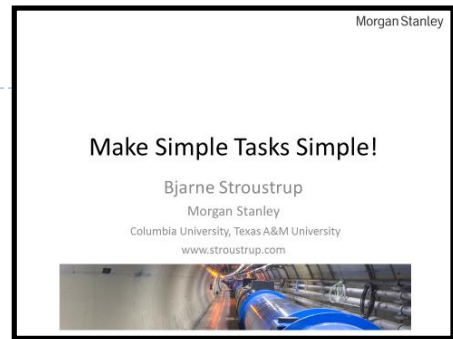 Morgan Stanley
Make Simple Tasks Simple!
Bjarne Stroustrup
Morgan Stanley
Columbia University, Texas A&M University
www.stroustrup.com